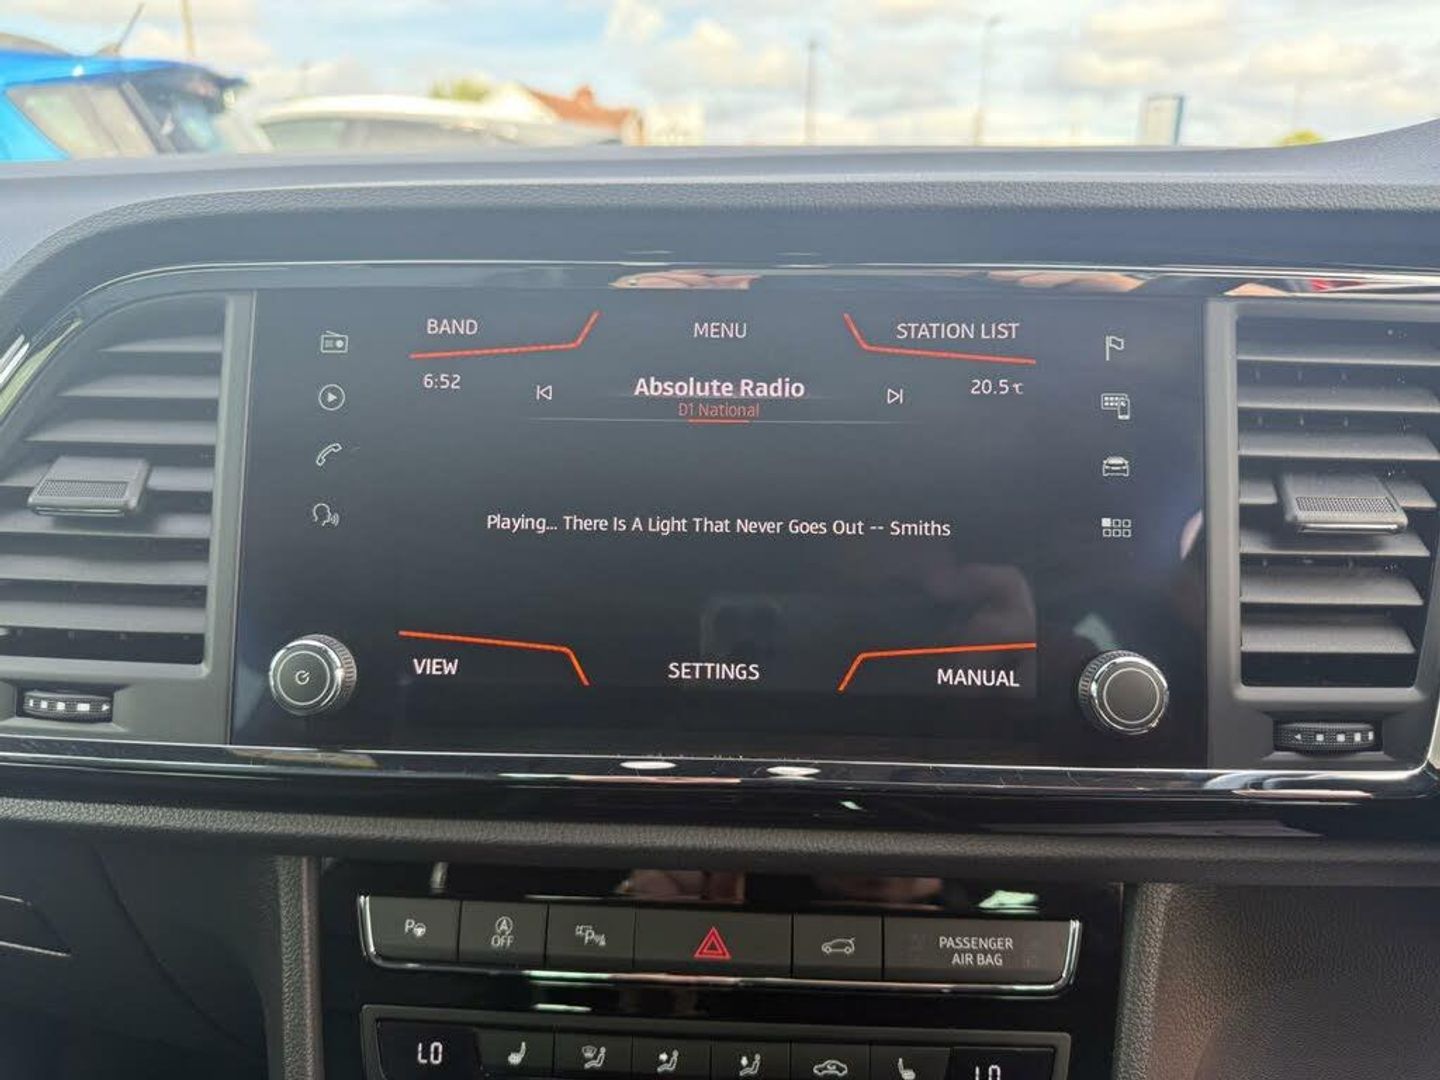 BAND
MENU
STATION LIST
6:52
Absolute Radio
20.5℃
D1 National
Playing... There Is A Light That Never Goes Out -- Smiths
VIEW
SETTINGS
MANUAL
P
A
OFF
P
PASSENGER
AIR BAG
LO
LO